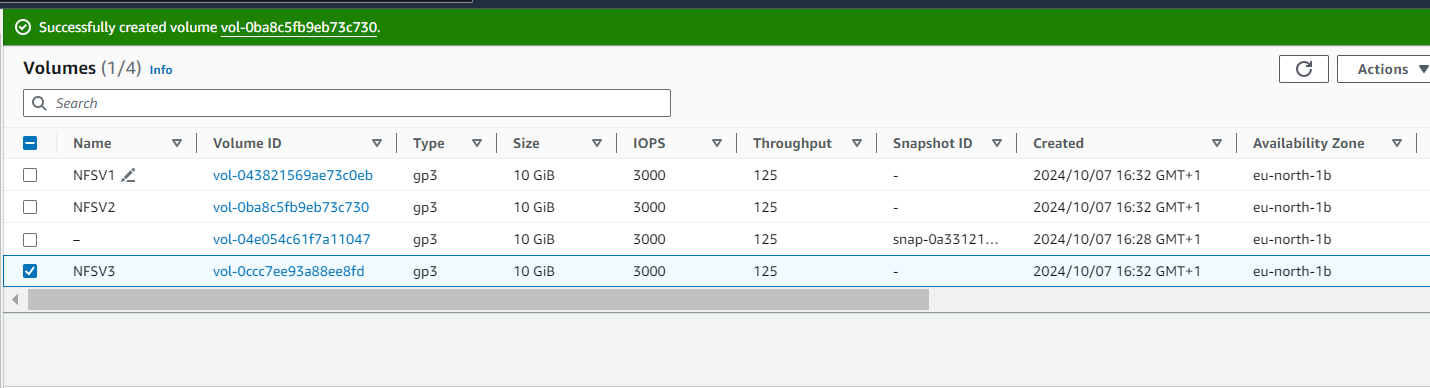 Successfully created volume vol-0ba8c5fb9eb73c730.
Volumes (1/4) Info
Actions
Search
Name Volume ID Type Size IOPS Throughput Snapshot ID Created Availability Zone
NFSV1 vol-043821569ae73c0eb gp3 10 GiB 3000 125 - 2024/10/07 16:32 GMT+1 eu-north-1b
NFSV2 vol-0ba8c5fb9eb73c730 gp3 10 GiB 3000 125 - 2024/10/07 16:32 GMT+1 eu-north-1b
– vol-04e054c61f7a11047 gp3 10 GiB 3000 125 snap-0a33121... 2024/10/07 16:28 GMT+1 eu-north-1b
NFSV3 vol-0ccc7ee93a88ee8fd gp3 10 GiB 3000 125 - 2024/10/07 16:32 GMT+1 eu-north-1b